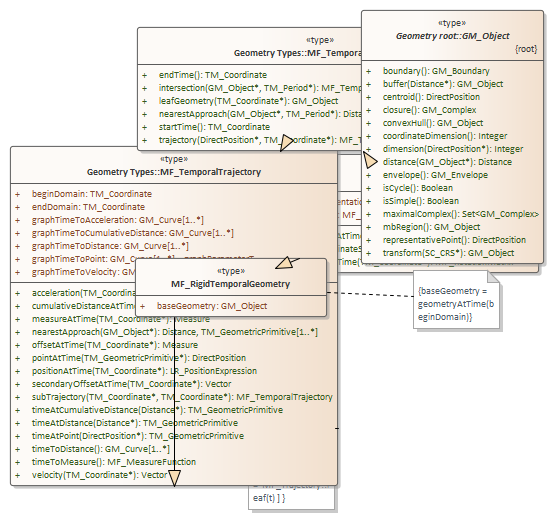 «type»
Geometry Types::MF_Tempora
+ endTime(): TM_Coordinate
+ intersection(GM_Object*, TM_Period*): MF_Temp
+ leafGeometry(TM_Coordinate*): GM_Object
+ nearestApproach(GM_Object*, TM_Period*): Dista
+ startTime(): TM_Coordinate
+ trajectory(DirectPosition*, TM_Coordinate*): MF_T
«type»
Geometry root::GM_Object
{root}
+ boundary(): GM_Boundary
+ buffer(Distance*): GM_Object
+ centroid(): DirectPosition
+ closure(): GM_Complex
+ convexHull(): GM_Object
+ coordinateDimension(): Integer
+ dimension(DirectPosition*): Integer
+ distance(GM_Object*): Distance
+ envelope(): GM_Envelope
+ isCycle(): Boolean
+ isSimple(): Boolean
+ maximalComplex(): Set<GM_Complex>
+ mbRegion(): GM_Object
+ representativePoint(): DirectPosition
+ transform(SC_CRS*): GM_Object
«type»
Geometry Types::MF_TemporalTrajectory
+ beginDomain: TM_Coordinate
+ endDomain: TM_Coordinate
+ graphTimeToAcceleration: GM_Curve[1..*]
+ graphTimeToCumulativeDistance: GM_Curve[1..*]
+ graphTimeToDistance: GM_Curve[1..*]
+ graphTimeToPoint:
+ graphTimeToVelocity:
+ acceleration(TM_Coordina
+ cumulativeDistanceAtTim
+ measureAtTime(TM_Coordinate*): Measure
+ nearestApproach(GM_Object*): Distance, TM_GeometricPrimitive[1..*]
+ offsetAtTime(TM_Coordinate*): Measure
+ pointAtTime(TM_GeometricPrimitive*): DirectPosition
+ positionAtTime(TM_Coordinate*): LR_PositionExpression
+ secondaryOffsetAtTime(TM_Coordinate*): Vector
+ subTrajectory(TM_Coordinate*, TM_Coordinate*): MF_TemporalTrajectory
+ timeAtCumulativeDistance(Distance*): TM_GeometricPrimitive
+ timeAtDistance(Distance*): TM_GeometricPrimitive
+ timeAtPoint(DirectPosition*): TM_GeometricPrimitive
+ timeToDistance(): GM_Curve[1..*]
+ timeToMeasure(): MF_MeasureFunction
+ velocity(TM_Coordinate*): Vector
«type»
MF_RigidTemporalGeometry
+ baseGeometry: GM_Object
{baseGeometry =
geometryAtTime(b
eginDomain)}
eaf(t) ] }